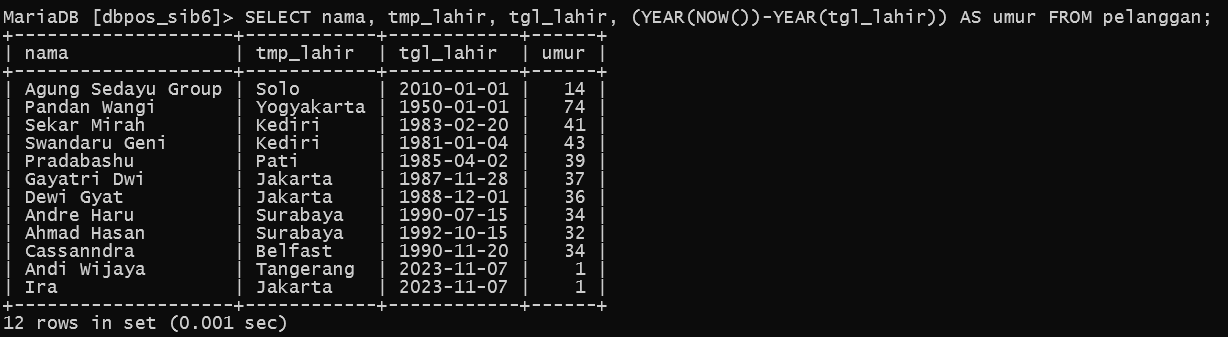 MariaDB [dbpos_sib6]> SELECT nama, tmp_lahir, tgl_lahir, (YEAR(NOW())-YEAR(tgl_lahir)) AS umur FROM pelanggan;
+--------------------+------------+------------+------+
| nama               | tmp_lahir  | tgl_lahir  | umur |
+--------------------+------------+------------+------+
| Agung Sedayu Group | Solo       | 2010-01-01 |   14 |
| Pandan Wangi       | Yogyakarta | 1950-01-01 |   74 |
| Sekar Mirah        | Kediri     | 1983-02-20 |   41 |
| Swandaru Geni      | Kediri     | 1981-01-04 |   43 |
| Pradabashu         | Pati       | 1985-04-02 |   39 |
| Gayatri Dwi        | Jakarta    | 1987-11-28 |   37 |
| Dewi Gyat          | Jakarta    | 1988-12-01 |   36 |
| Andre Haru         | Surabaya   | 1990-07-15 |   34 |
| Ahmad Hasan        | Surabaya   | 1992-10-15 |   32 |
| Cassanndra         | Belfast    | 1990-11-20 |   34 |
| Andi Wijaya        | Tangerang  | 2023-11-07 |    1 |
| Ira                | Jakarta    | 2023-11-07 |    1 |
+--------------------+------------+------------+------+
12 rows in set (0.001 sec)